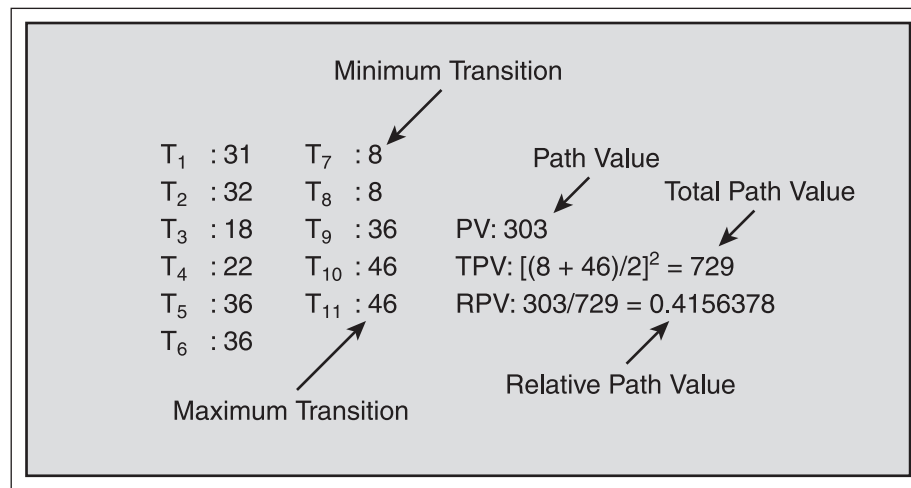 Minimum Transition
T₁ : 31 T₇ : 8
Path Value
T₂ : 32 T₈ : 8
Total Path Value
T₃ : 18 T₉ : 36 PV: 303
T₄ : 22 T₁₀ : 46 TPV: [(8 + 46)/2]² = 729
T₅ : 36 T₁₁ : 46 RPV: 303/729 = 0.4156378
T₆ : 36
Relative Path Value
Maximum Transition